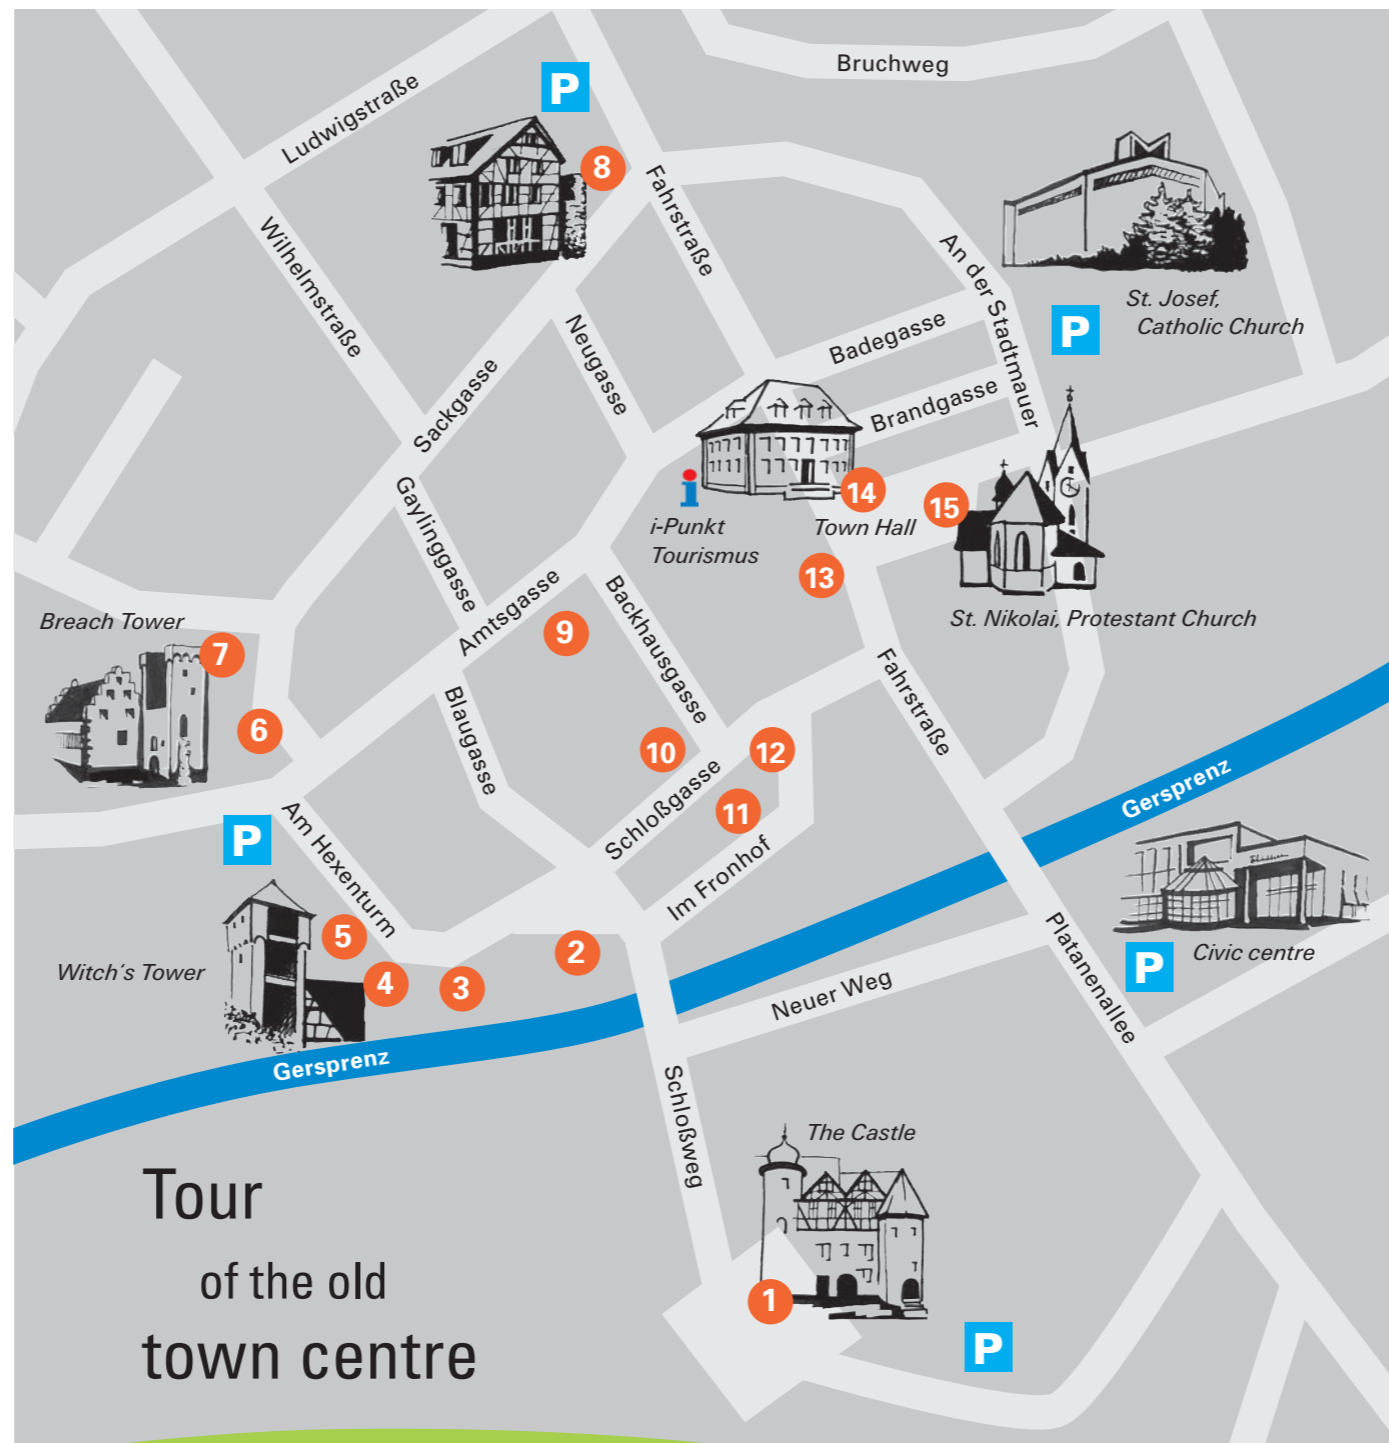 Bruchweg
Ludwigstraße
P
8
Fahrstraße
Wilhelmstraße
An der Stadtmauer
St. Josef,
Catholic Church
P
Neugasse
Badegasse
Brandgasse
Sackgasse
Gaylinggasse
14
15
i
i-Punkt
Tourismus
Town Hall
13
Amtsgasse
9
Backhausgasse
St. Nikolai, Protestant Church
Breach Tower
7
6
Blaugasse
Fahrstraße
10
12
Schloßgasse
11
Gersprenz
Am Hexenturm
P
Im Fronhof
5
Witch´s Tower
4
3
2
Platanenallee
P
Civic centre
Neuer Weg
Gersprenz
Schloßweg
The Castle
1
P
Tour
of the old
town centre